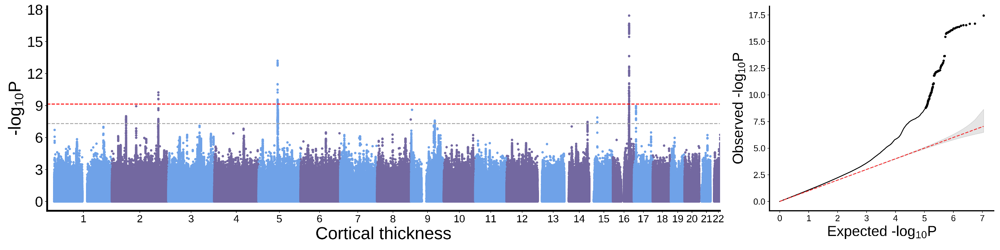 18
15
12
9
6
3
0
-log10P
1 2 3 4 5 6 7 8 9 10 11 12 13 14 15 16 17 18 19 20 21 22
Cortical thickness
17.5
15.0
12.5
10.0
7.5
5.0
2.5
0.0
Observed -log10P
0 1 2 3 4 5 6 7
Expected -log10P